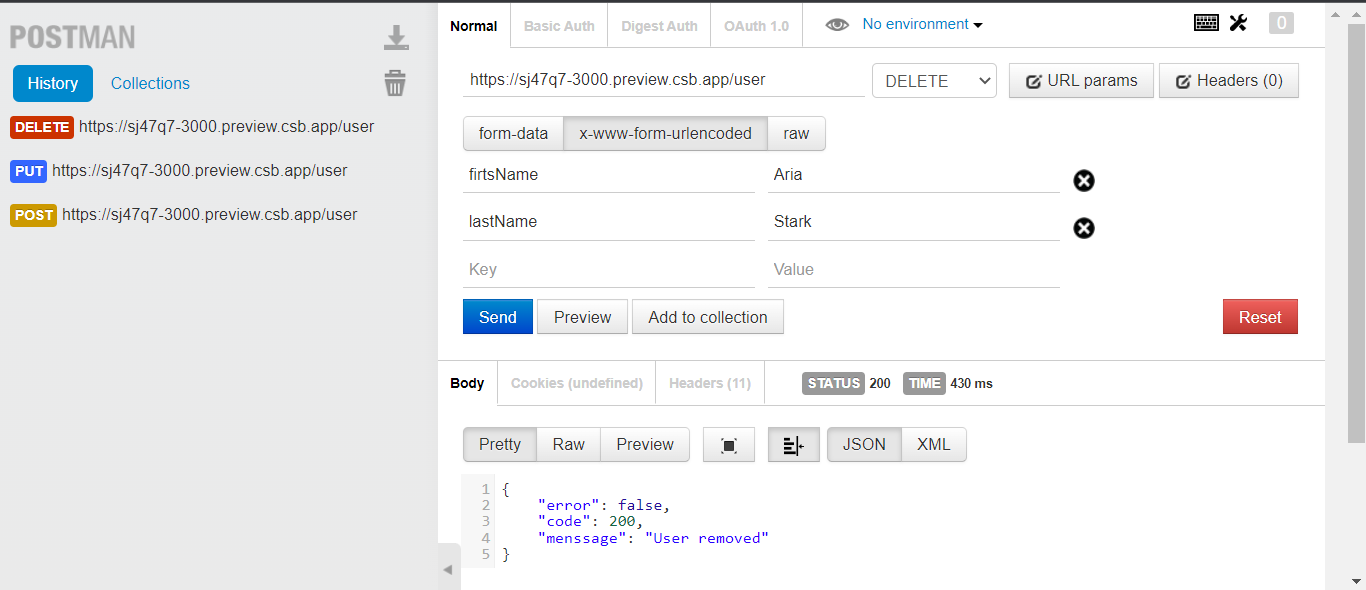 POSTMAN
History Collections
DELETE https://sj47q7-3000.preview.csb.app/user
PUT https://sj47q7-3000.preview.csb.app/user
POST https://sj47q7-3000.preview.csb.app/user
Normal Basic Auth Digest Auth OAuth 1.0 No environment 0
https://sj47q7-3000.preview.csb.app/user DELETE URL params Headers (0)
form-data x-www-form-urlencoded raw
firtsName Aria
lastName Stark
Key Value
Send Preview Add to collection Reset
Body Cookies (undefined) Headers (11) STATUS 200 TIME 430 ms
Pretty Raw Preview JSON XML
1 {
2 "error": false,
3 "code": 200,
4 "menssage": "User removed"
5 }